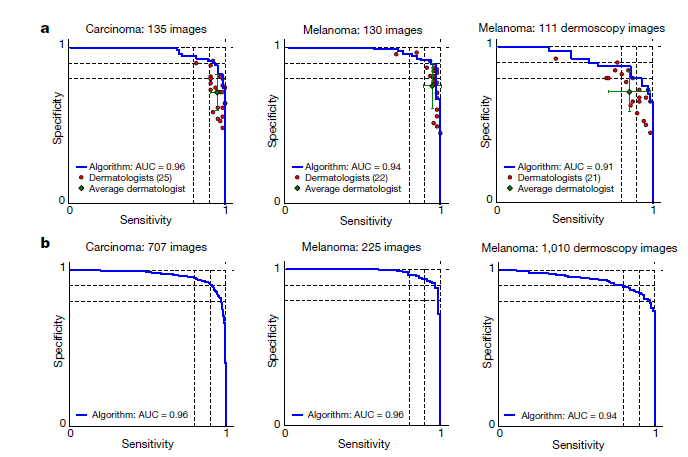 a
Carcinoma: 135 images
1
Specificity
Algorithm: AUC = 0.96
Dermatologists (25)
Average dermatologist
0
0
1
Sensitivity
Melanoma: 130 images
1
Specificity
Algorithm: AUC = 0.94
Dermatologists (22)
Average dermatologist
0
0
1
Sensitivity
Melanoma: 111 dermoscopy images
1
Specificity
Algorithm: AUC = 0.91
Dermatologists (21)
Average dermatologist
0
0
1
Sensitivity
b
Carcinoma: 707 images
1
Specificity
Algorithm: AUC = 0.96
0
0
1
Sensitivity
Melanoma: 225 images
1
Specificity
Algorithm: AUC = 0.96
0
0
1
Sensitivity
Melanoma: 1,010 dermoscopy images
1
Specificity
Algorithm: AUC = 0.94
0
0
1
Sensitivity